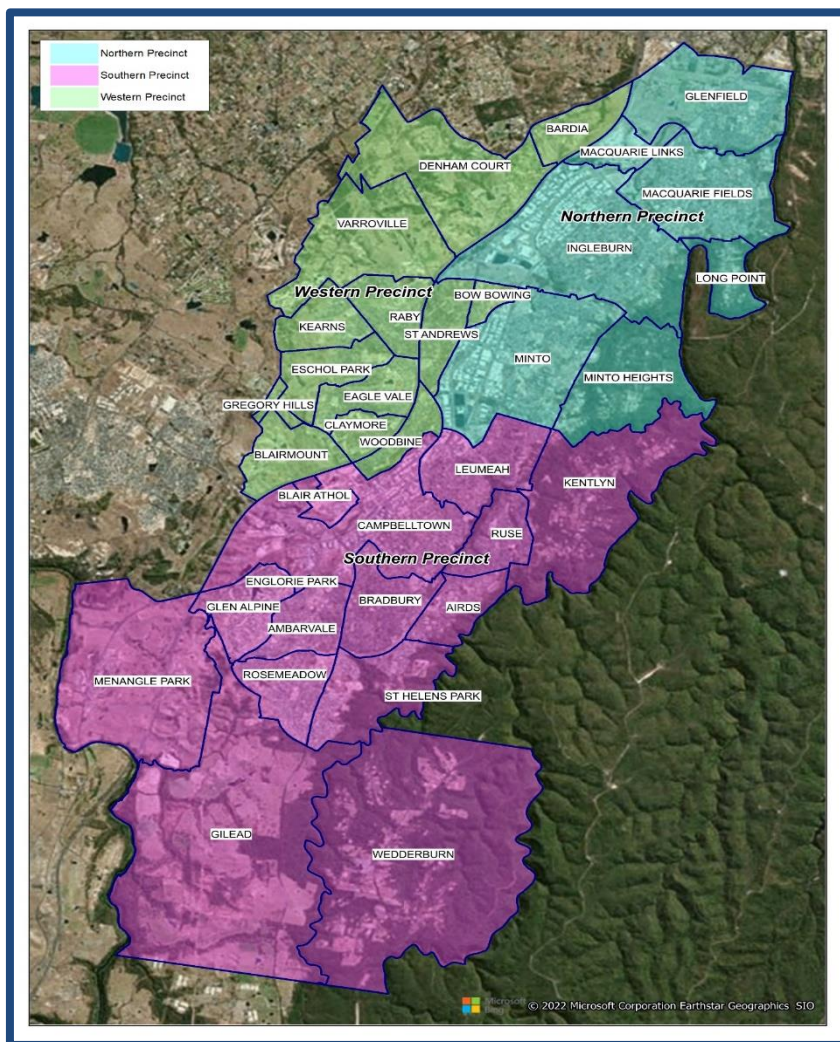 Northern Precinct
Southern Precinct
Western Precinct
GLENFIELD
BARDIA
MACQUARIE LINKS
DENHAM COURT
MACQUARIE FIELDS
Northern Precinct
VARROVILLE
INGLEBURN
LONG POINT
Western Precinct
BOW BOWING
RABY
KEARNS
ST ANDREWS
MINTO
ESCHOL PARK
MINTO HEIGHTS
EAGLE VALE
GREGORY HILLS
CLAYMORE
WOODBINE
BLAIRMOUNT
LEUMEAH
KENTLYN
BLAIR ATHOL
CAMPBELLTOWN
RUSE
Southern Precinct
ENGLORIE PARK
BRADBURY
GLEN ALPINE
AIRDS
AMBARVALE
ROSEMEADOW
MENANGLE PARK
ST HELENS PARK
GILEAD
WEDDERBURN
Microsoft
© 2022 Microsoft Corporation Earthstar Geographics SIO